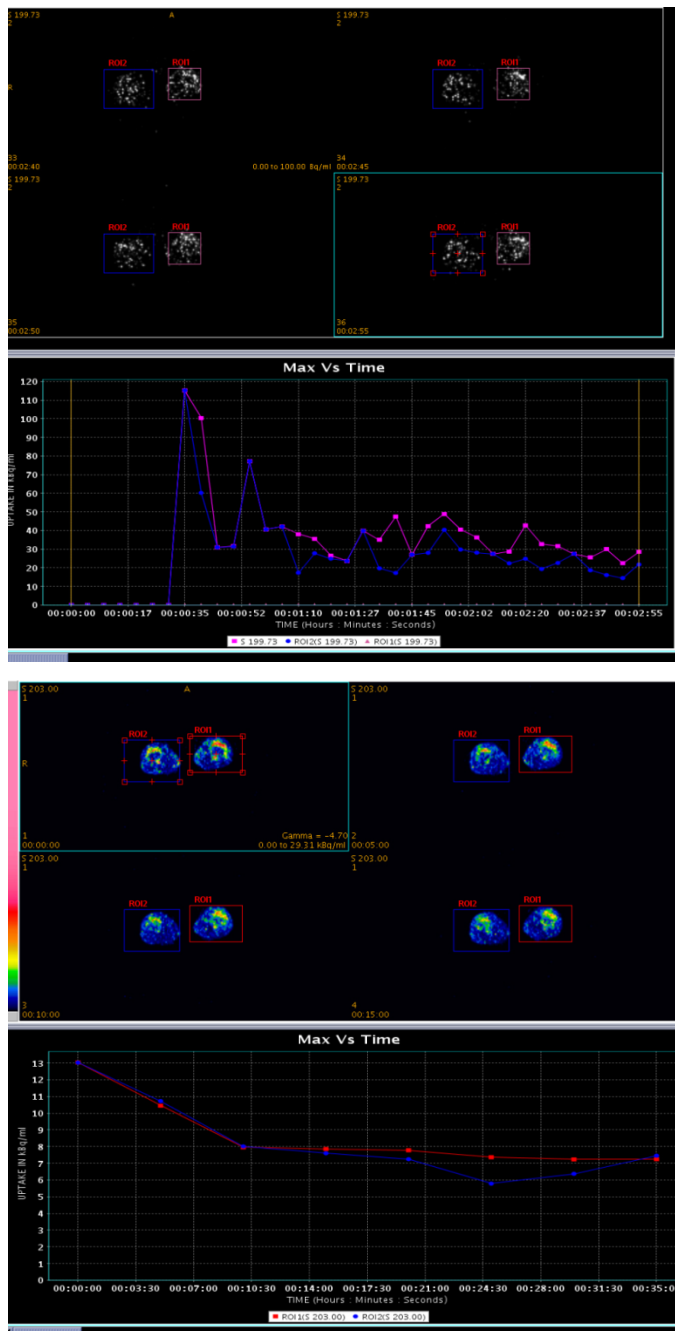 S 199.73
2
A
S 199.73
2
ROI2
ROI1
ROI2
ROI1
R
33
00:02:40
0.00 to 100.00 Bq/ml
34
00:02:45
S 199.73
2
S 199.73
2
ROI2
ROI1
ROI2
ROI1
35
00:02:50
36
00:02:55
Max Vs Time
120
110
100
90
80
70
60
50
40
30
20
10
0
UPTAKE IN kBq/ml
00:00:00 00:00:17 00:00:35 00:00:52 00:01:10 00:01:27 00:01:45 00:02:02 00:02:20 00:02:37 00:02:55
TIME (Hours : Minutes : Seconds)
S 199.73 ROI2(S 199.73) ROI1(S 199.73)
S 203.00
1
A
S 203.00
1
ROI2
ROI1
ROI2
ROI1
R
1
00:00:00
Gamma = -4.70
0.00 to 29.31 kBq/ml
2
00:05:00
S 203.00
1
S 203.00
1
ROI2
ROI1
ROI2
ROI1
3
00:10:00
4
00:15:00
Max Vs Time
13
12
11
10
9
8
7
6
5
4
3
2
1
0
UPTAKE IN kBq/ml
00:00:00 00:03:30 00:07:00 00:10:30 00:14:00 00:17:30 00:21:00 00:24:30 00:28:00 00:31:30 00:35:0
TIME (Hours : Minutes : Seconds)
ROI1(S 203.00) ROI2(S 203.00)